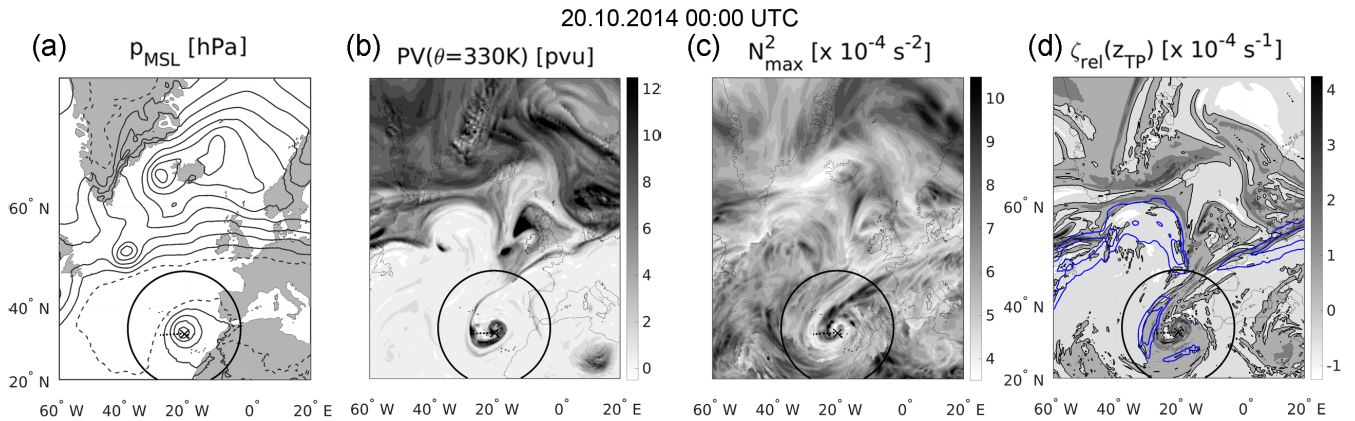 20.10.2014 00:00 UTC
(a) p_MSL [hPa]
(b) PV(θ=330K) [pvu]
(c) N²_max [x 10⁻⁴ s⁻²]
(d) ζ_rel(z_TP) [x 10⁻⁴ s⁻¹]
60° N
40° N
20° N
60° W 40° W 20° W 0° E 20° E
12
10
8
6
4
2
0
60° W 40° W 20° W 0° E 20° E
10
9
8
7
6
5
4
60° W 40° W 20° W 0° E 20° E
60° N
40° N
20° N
4
3
2
1
0
-1
60° W 40° W 20° W 0° E 20° E